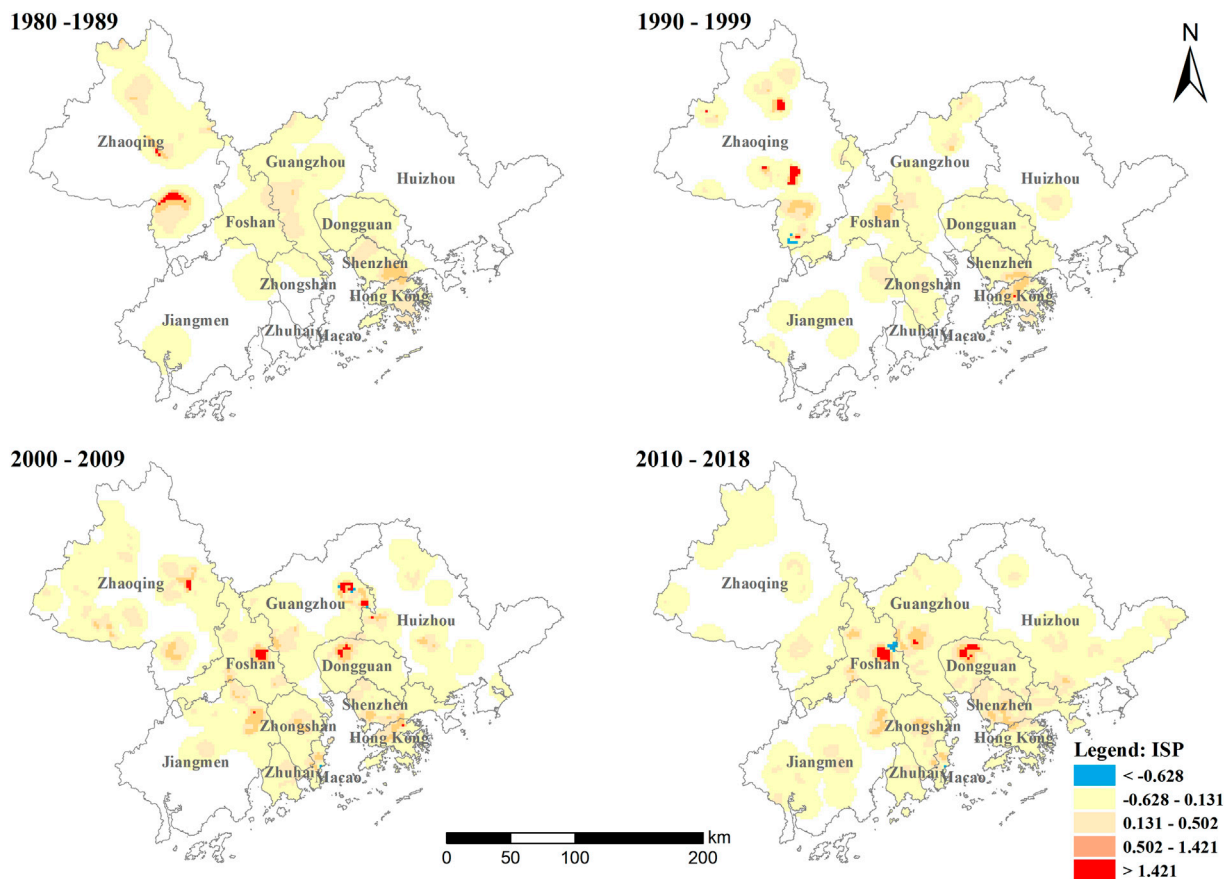 1980 -1989
Zhaoqing
Guangzhou
Huizhou
Foshan
Dongguan
Shenzhen
Zhongshan
Hong Kong
Jiangmen
Zhuhai
Macao
1990 - 1999
N
Zhaoqing
Guangzhou
Huizhou
Foshan
Dongguan
Shenzhen
Zhongshan
Hong Kong
Jiangmen
Zhuhai
Macao
2000 - 2009
Zhaoqing
Guangzhou
Huizhou
Foshan
Dongguan
Shenzhen
Zhongshan
Hong Kong
Jiangmen
Zhuhai
Macao
2010 - 2018
Zhaoqing
Guangzhou
Huizhou
Foshan
Dongguan
Shenzhen
Zhongshan
Hong Kong
Jiangmen
Zhuhai
Macao
km
0 50 100 200
Legend: ISP
< -0.628
-0.628 - 0.131
0.131 - 0.502
0.502 - 1.421
> 1.421